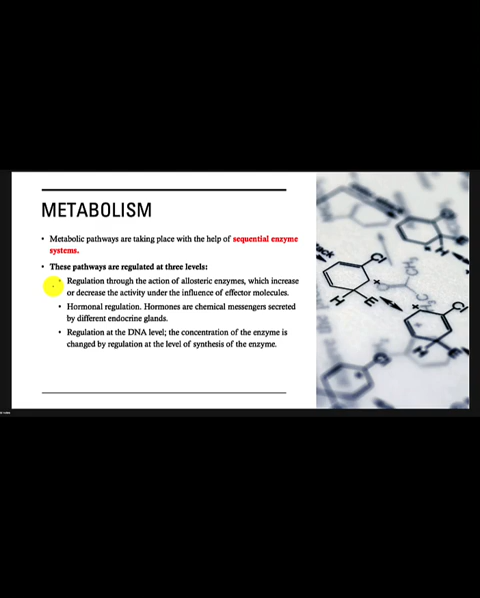 METABOLISM
• Metabolic pathways are taking place with the help of sequential enzyme
systems.
• These pathways are regulated at three levels:
• Regulation through the action of allosteric enzymes, which increase
or decrease the activity under the influence of effector molecules.
• Hormonal regulation. Hormones are chemical messengers secreted
by different endocrine glands.
• Regulation at the DNA level; the concentration of the enzyme is
changed by regulation at the level of synthesis of the enzyme.
Cl
CH₃
H
E
H
Cl
H
E